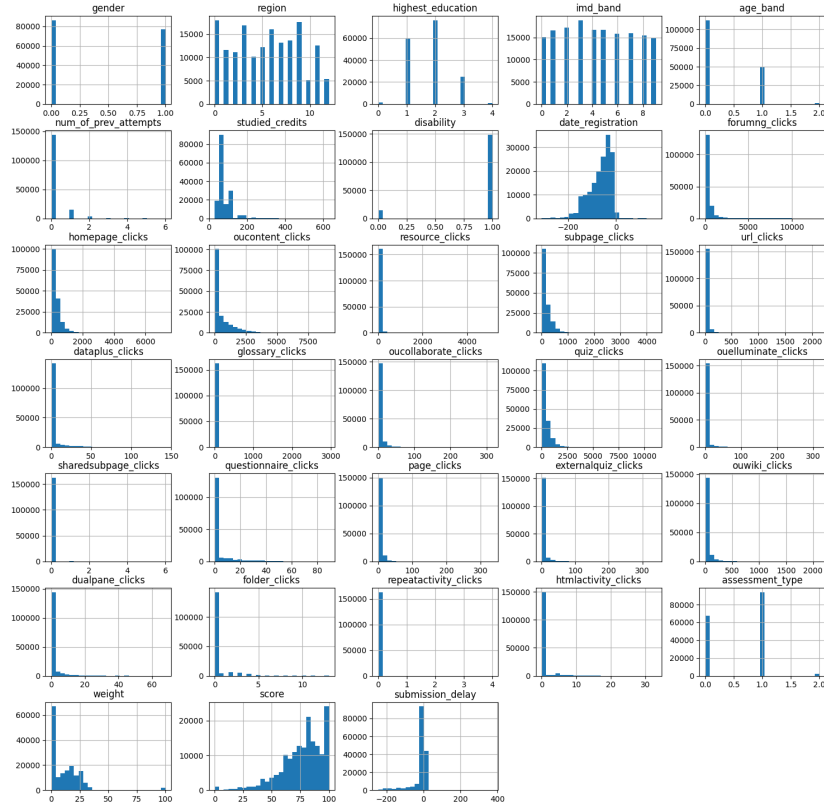 gender region highest_education imd_band age_band
80000 60000 40000 20000 0 15000 10000 5000 0 60000 40000 20000 0 15000 10000 5000 0 100000 75000 50000 25000 0
0.00 0.25 0.50 0.75 1.00 0 5 10 0 1 2 3 4 0 2 4 6 8 0.0 0.5 1.0 1.5 2.0
num_of_prev_attempts studied_credits disability date_registration forumng_clicks
150000 100000 50000 0 80000 60000 40000 20000 0 150000 100000 50000 0 30000 20000 10000 0 100000 50000 0
0 2 4 6 0 200 400 600 0.00 0.25 0.50 0.75 1.00 −200 0 0 5000 10000
homepage_clicks oucontent_clicks resource_clicks subpage_clicks url_clicks
100000 75000 50000 25000 0 100000 75000 50000 25000 0 150000 100000 50000 0 100000 75000 50000 25000 0 150000 100000 50000 0
0 2000 4000 6000 0 2500 5000 7500 0 2000 4000 0 1000 2000 3000 4000 0 500 1000 1500 2000
dataplus_clicks glossary_clicks oucollaborate_clicks quiz_clicks ouelluminate_clicks
100000 50000 0 150000 100000 50000 0 150000 100000 50000 0 100000 75000 50000 25000 0 150000 100000 50000 0
0 50 100 150 0 1000 2000 3000 0 100 200 300 0 2500 5000 7500 10000 0 100 200 300
sharedsubpage_clicks questionnaire_clicks page_clicks externalquiz_clicks ouwiki_clicks
150000 100000 50000 0 100000 50000 0 150000 100000 50000 0 150000 100000 50000 0 150000 100000 50000 0
0 2 4 6 0 20 40 60 80 0 100 200 300 0 100 200 300 0 500 1000 1500 2000
dualpane_clicks folder_clicks repeatactivity_clicks htmlactivity_clicks assessment_type
150000 100000 50000 0 100000 50000 0 150000 100000 50000 0 150000 100000 50000 0 80000 60000 40000 20000 0
0 20 40 60 0 5 10 0 1 2 3 4 0 10 20 30 0.0 0.5 1.0 1.5 2.0
weight score submission_delay
60000 40000 20000 0 20000 10000 0 80000 60000 40000 20000 0
0 25 50 75 100 0 25 50 75 100 −200 0 200 400